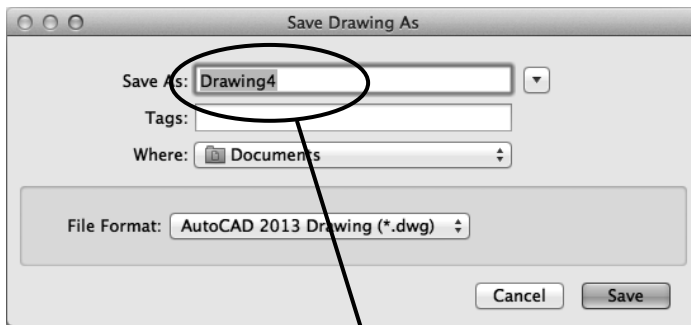 Save Drawing As
Save As: Drawing4
Tags:
Where: Documents
File Format: AutoCAD 2013 Drawing (*.dwg)
Cancel Save